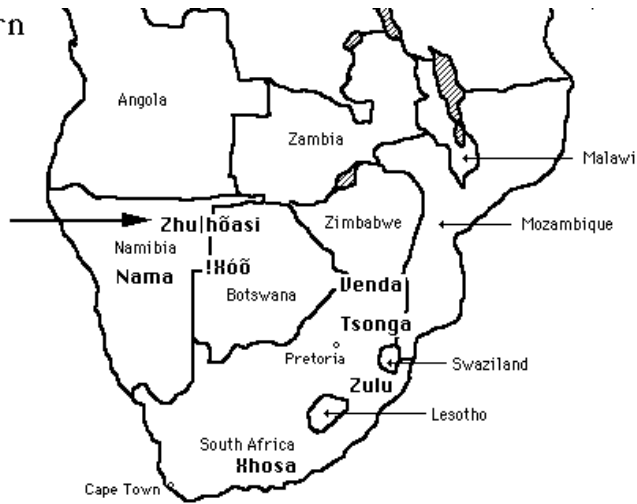 rn
Angola
Zambia
Malawi
Zhu|hõasi
Zimbabwe
Mozambique
Namibia
!Xóõ
Nama
Botswana
Venda
Tsonga
Pretoria
Swaziland
Zulu
Lesotho
South Africa
Xhosa
Cape Town